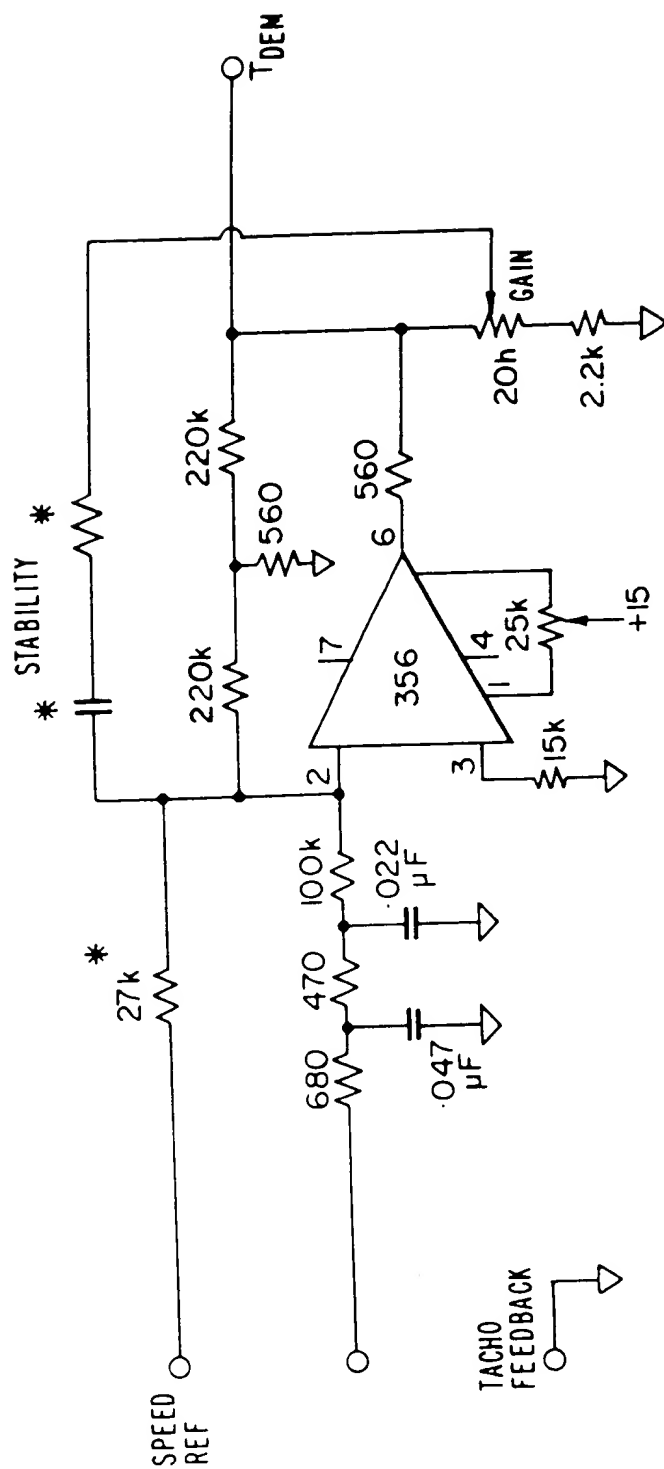 STABILITY
*
*
*
27k
220k
220k
560
SPEED
REF
T DEM
680
470
100k
.047
µF
.022
µF
2
3
7
6
356
4
1
560
15k
25k
+15
GAIN
20h
2.2k
TACHO
FEEDBACK